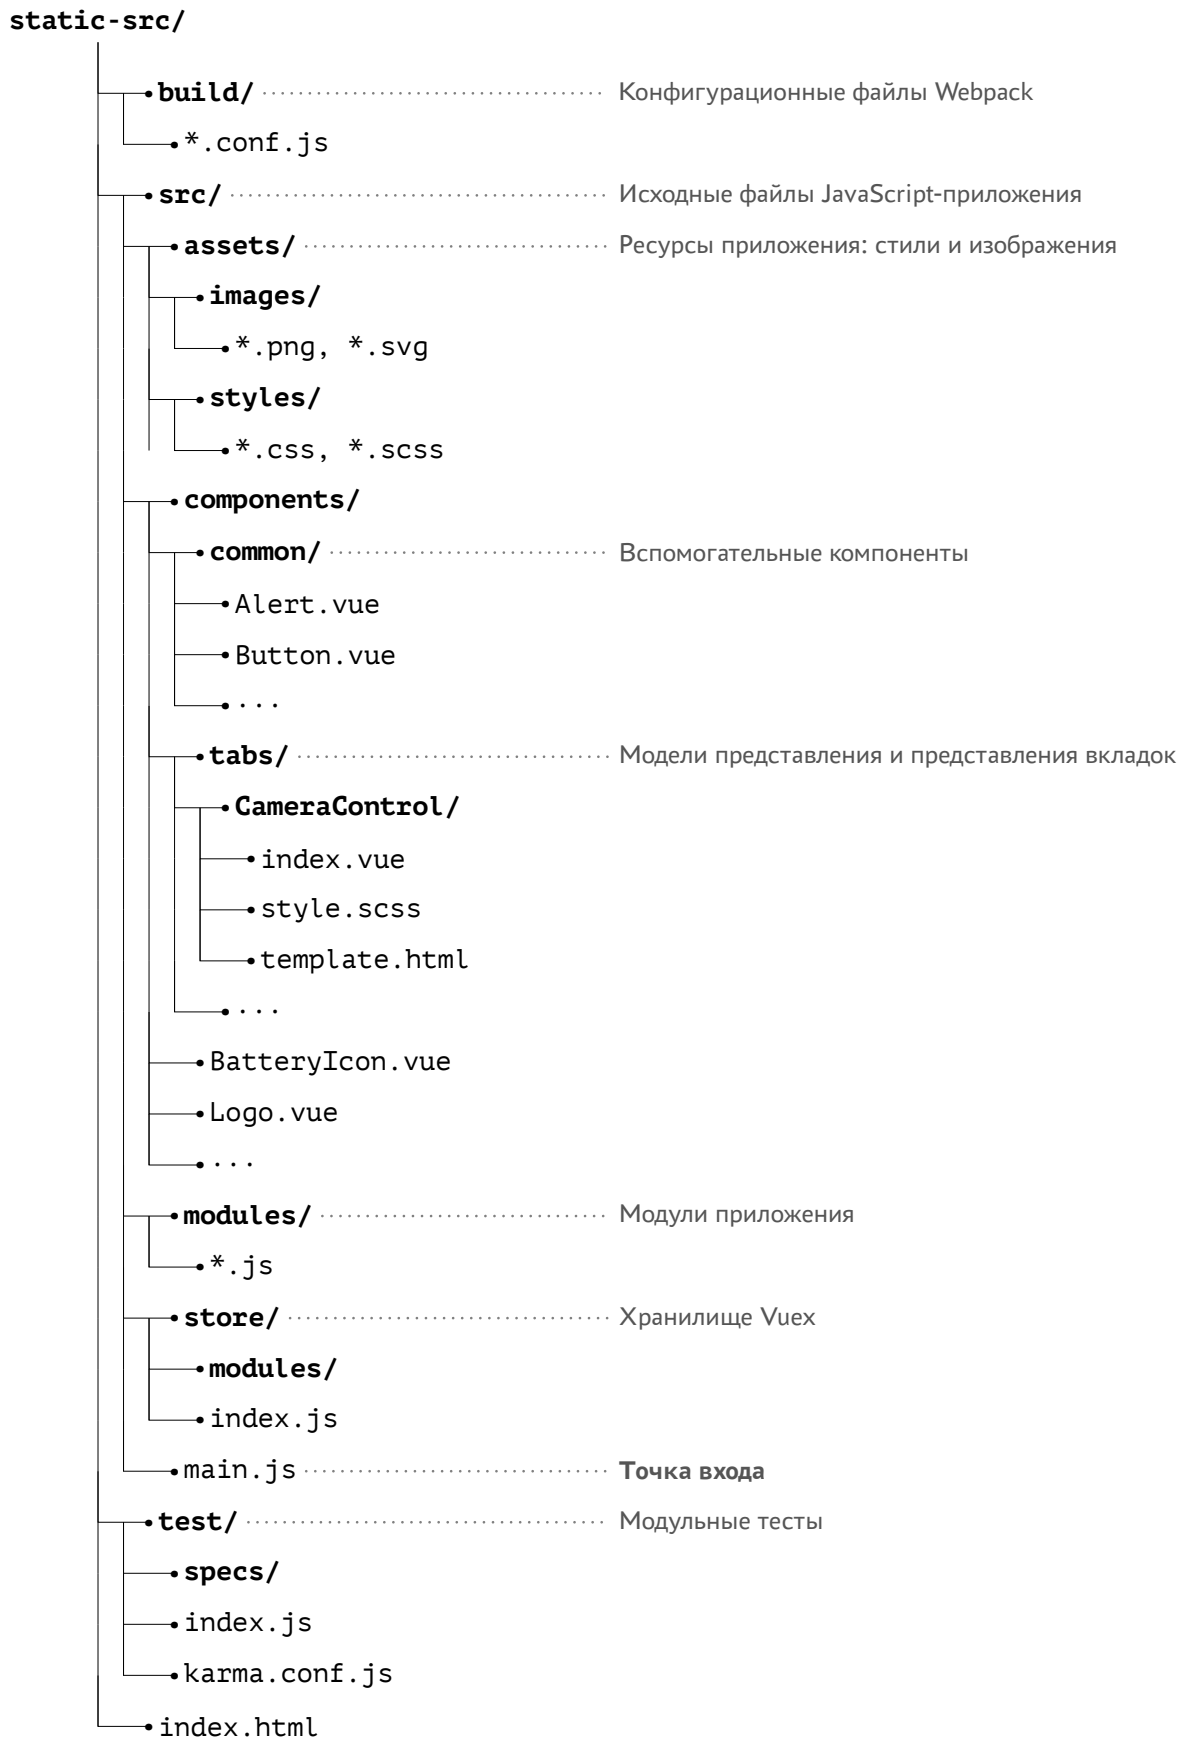 static-src/
build/ Конфигурационные файлы Webpack
*.conf.js
src/ Исходные файлы JavaScript-приложения
assets/ Ресурсы приложения: стили и изображения
images/
*.png, *.svg
styles/
*.css, *.scss
components/
common/ Вспомогательные компоненты
Alert.vue
Button.vue
...
tabs/ Модели представления и представления вкладок
CameraControl/
index.vue
style.scss
template.html
...
BatteryIcon.vue
Logo.vue
...
modules/ Модули приложения
*.js
store/ Хранилище Vuex
modules/
index.js
main.js Точка входа
test/ Модульные тесты
specs/
index.js
karma.conf.js
index.html